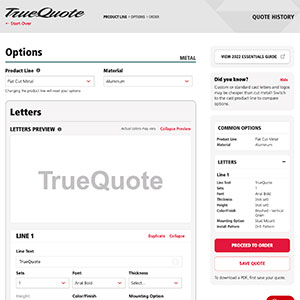 TrueQuote
← Start Over
PRODUCT LINE > OPTIONS > ORDER
QUOTE HISTORY
Options
METAL
Product Line
Material
Flat Cut Metal
Aluminum
Changing the product line will reset your options.
Letters
LETTERS PREVIEW
Actual letters may vary.
Collapse Preview
TrueQuote
LINE 1
Duplicate
Collapse
Line Text
TrueQuote
Sets
Font
Thickness
1
Arial Bold
Select...
Height
Color/Finish
Mounting Option
VIEW 2022 ESSENTIALS GUIDE
Did you know?
Hide
Custom or standard cast letters and logos
may be cheaper than cut metal! Switch
to the cast product line to compare
options.
COMMON OPTIONS
Product Line
Flat Cut Metal
Material
Aluminum
LETTERS
Line 1
Line Text
TrueQuote
Sets
1
Font
Arial Bold
Thickness
(not set)
Height
(not set)
Color/Finish
Brushed - Vertical
Grain
Mounting Option
Stud Mount
Install Pattern
Drill Pattern
PROCEED TO ORDER
SAVE QUOTE
To download a PDF, first save your quote.